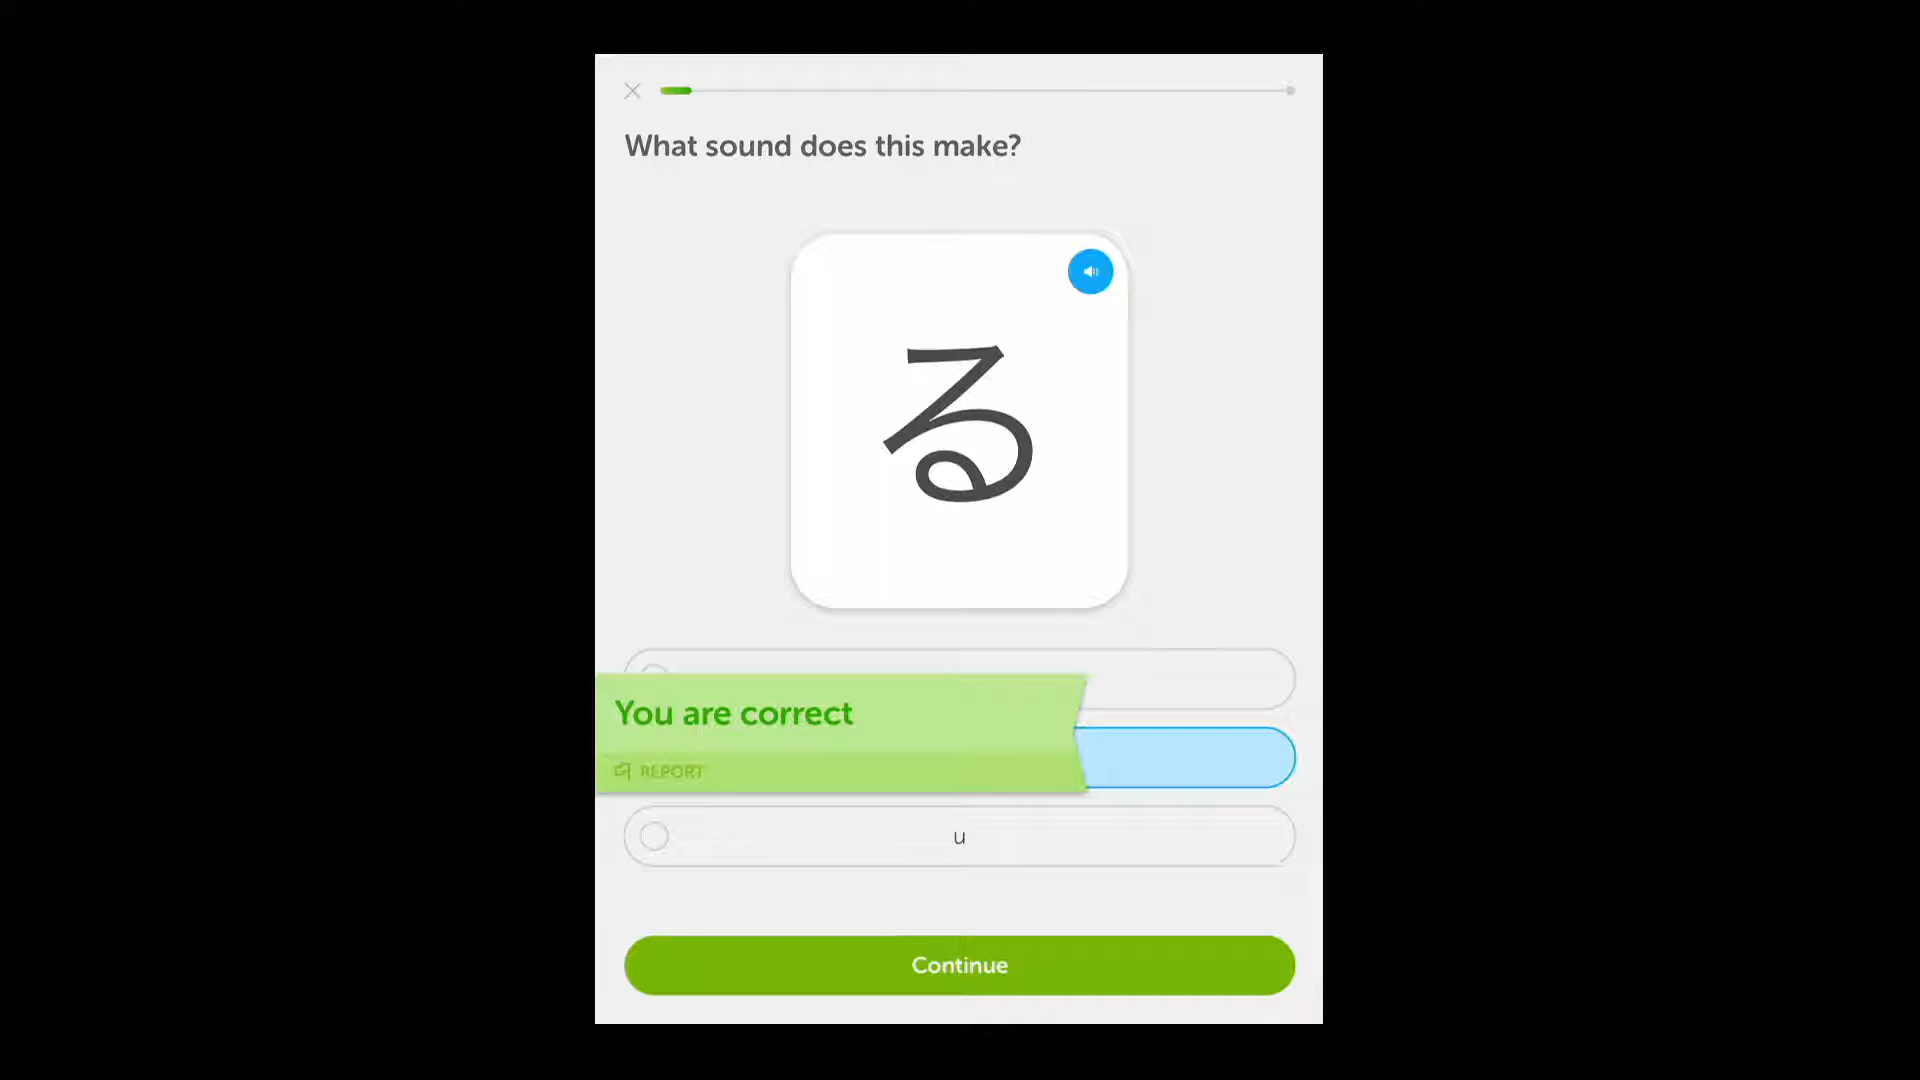 What sound does this make?
る
You are correct
REPORT
u
Continue